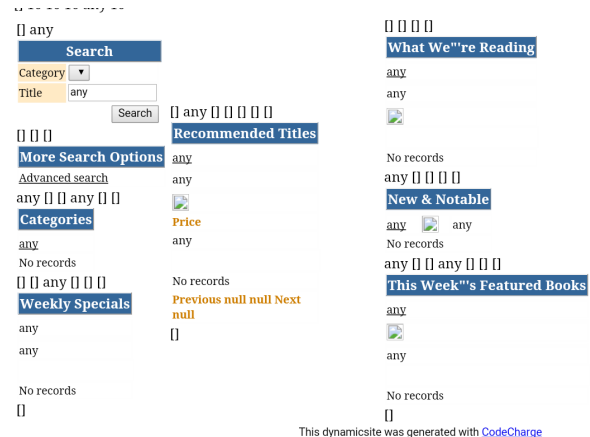 [] any
Search
Category
Title any
Search
[] [] []
More Search Options
Advanced search
any [] [] any [] []
Categories
any
No records
[] [] any [] [] []
Weekly Specials
any
any
No records
[]
[] any [] [] [] [] []
Recommended Titles
any
any
Price
any
No records
Previous null null Next
null
[]
[] [] [] []
What We"'re Reading
any
any
No records
any [] [] [] []
New & Notable
any any
No records
any [] [] any [] [] []
This Week"'s Featured Books
any
any
No records
[]
This dynamicsite was generated with CodeCharge